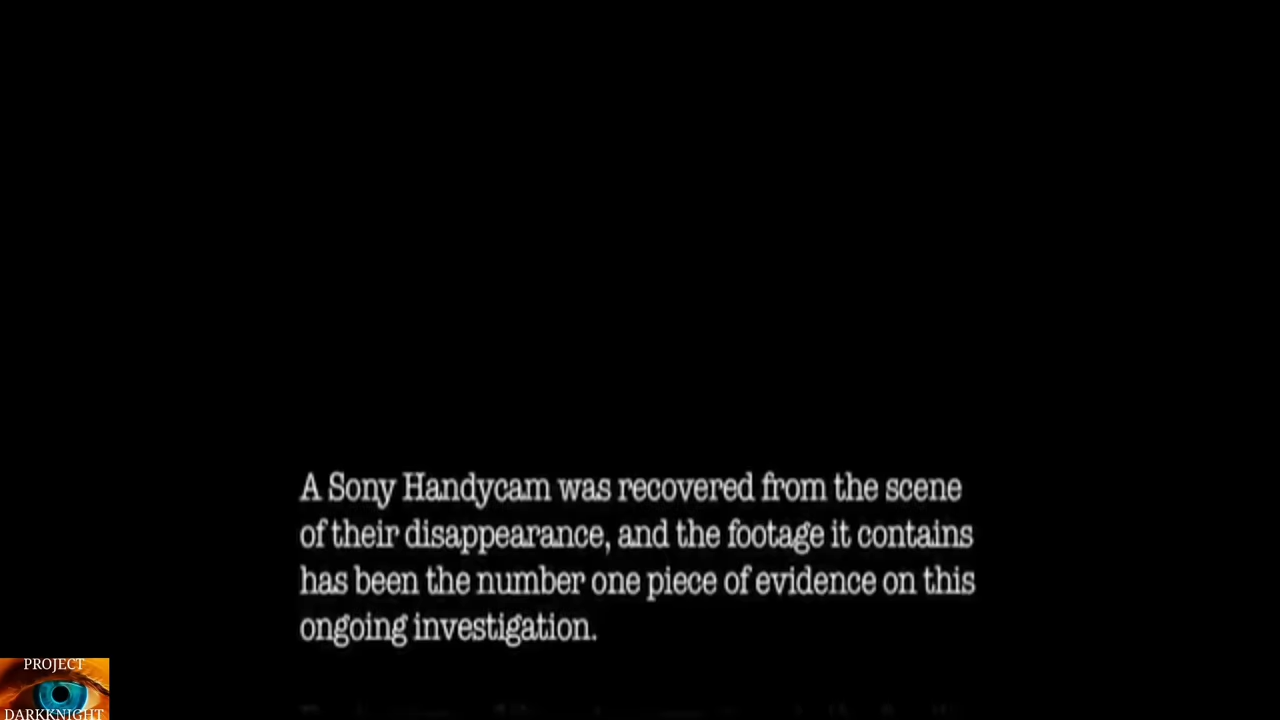 A Sony Handycam was recovered from the scene
of their disappearance, and the footage it contains
has been the number one piece of evidence on this
ongoing investigation.
PROJECT
DARKKNIGHT